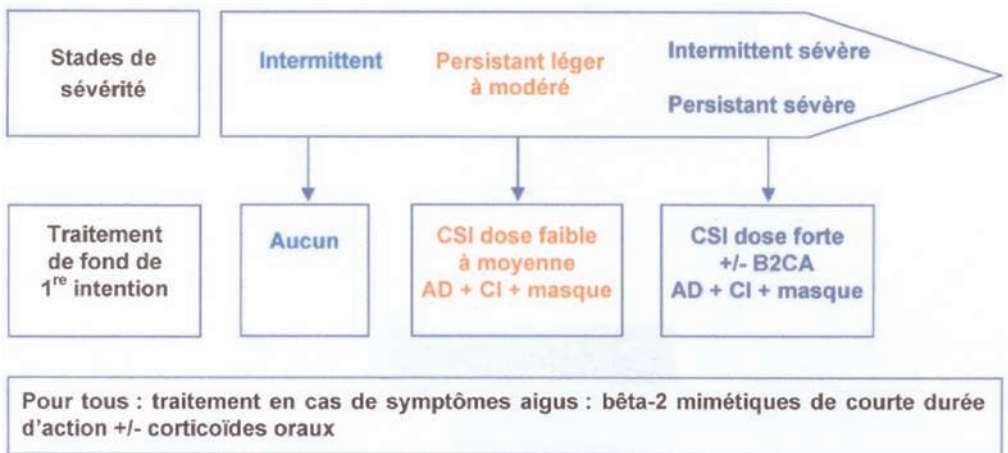 Stades de
sévérité
Intermittent
Persistant léger
à modéré
Intermittent sévère
Persistant sévère
Traitement
de fond de
1re intention
Aucun
CSI dose faible
à moyenne
AD + CI + masque
CSI dose forte
+/- B2CA
AD + CI + masque
Pour tous : traitement en cas de symptômes aigus : bêta-2 mimétiques de courte durée
d'action +/- corticoïdes oraux